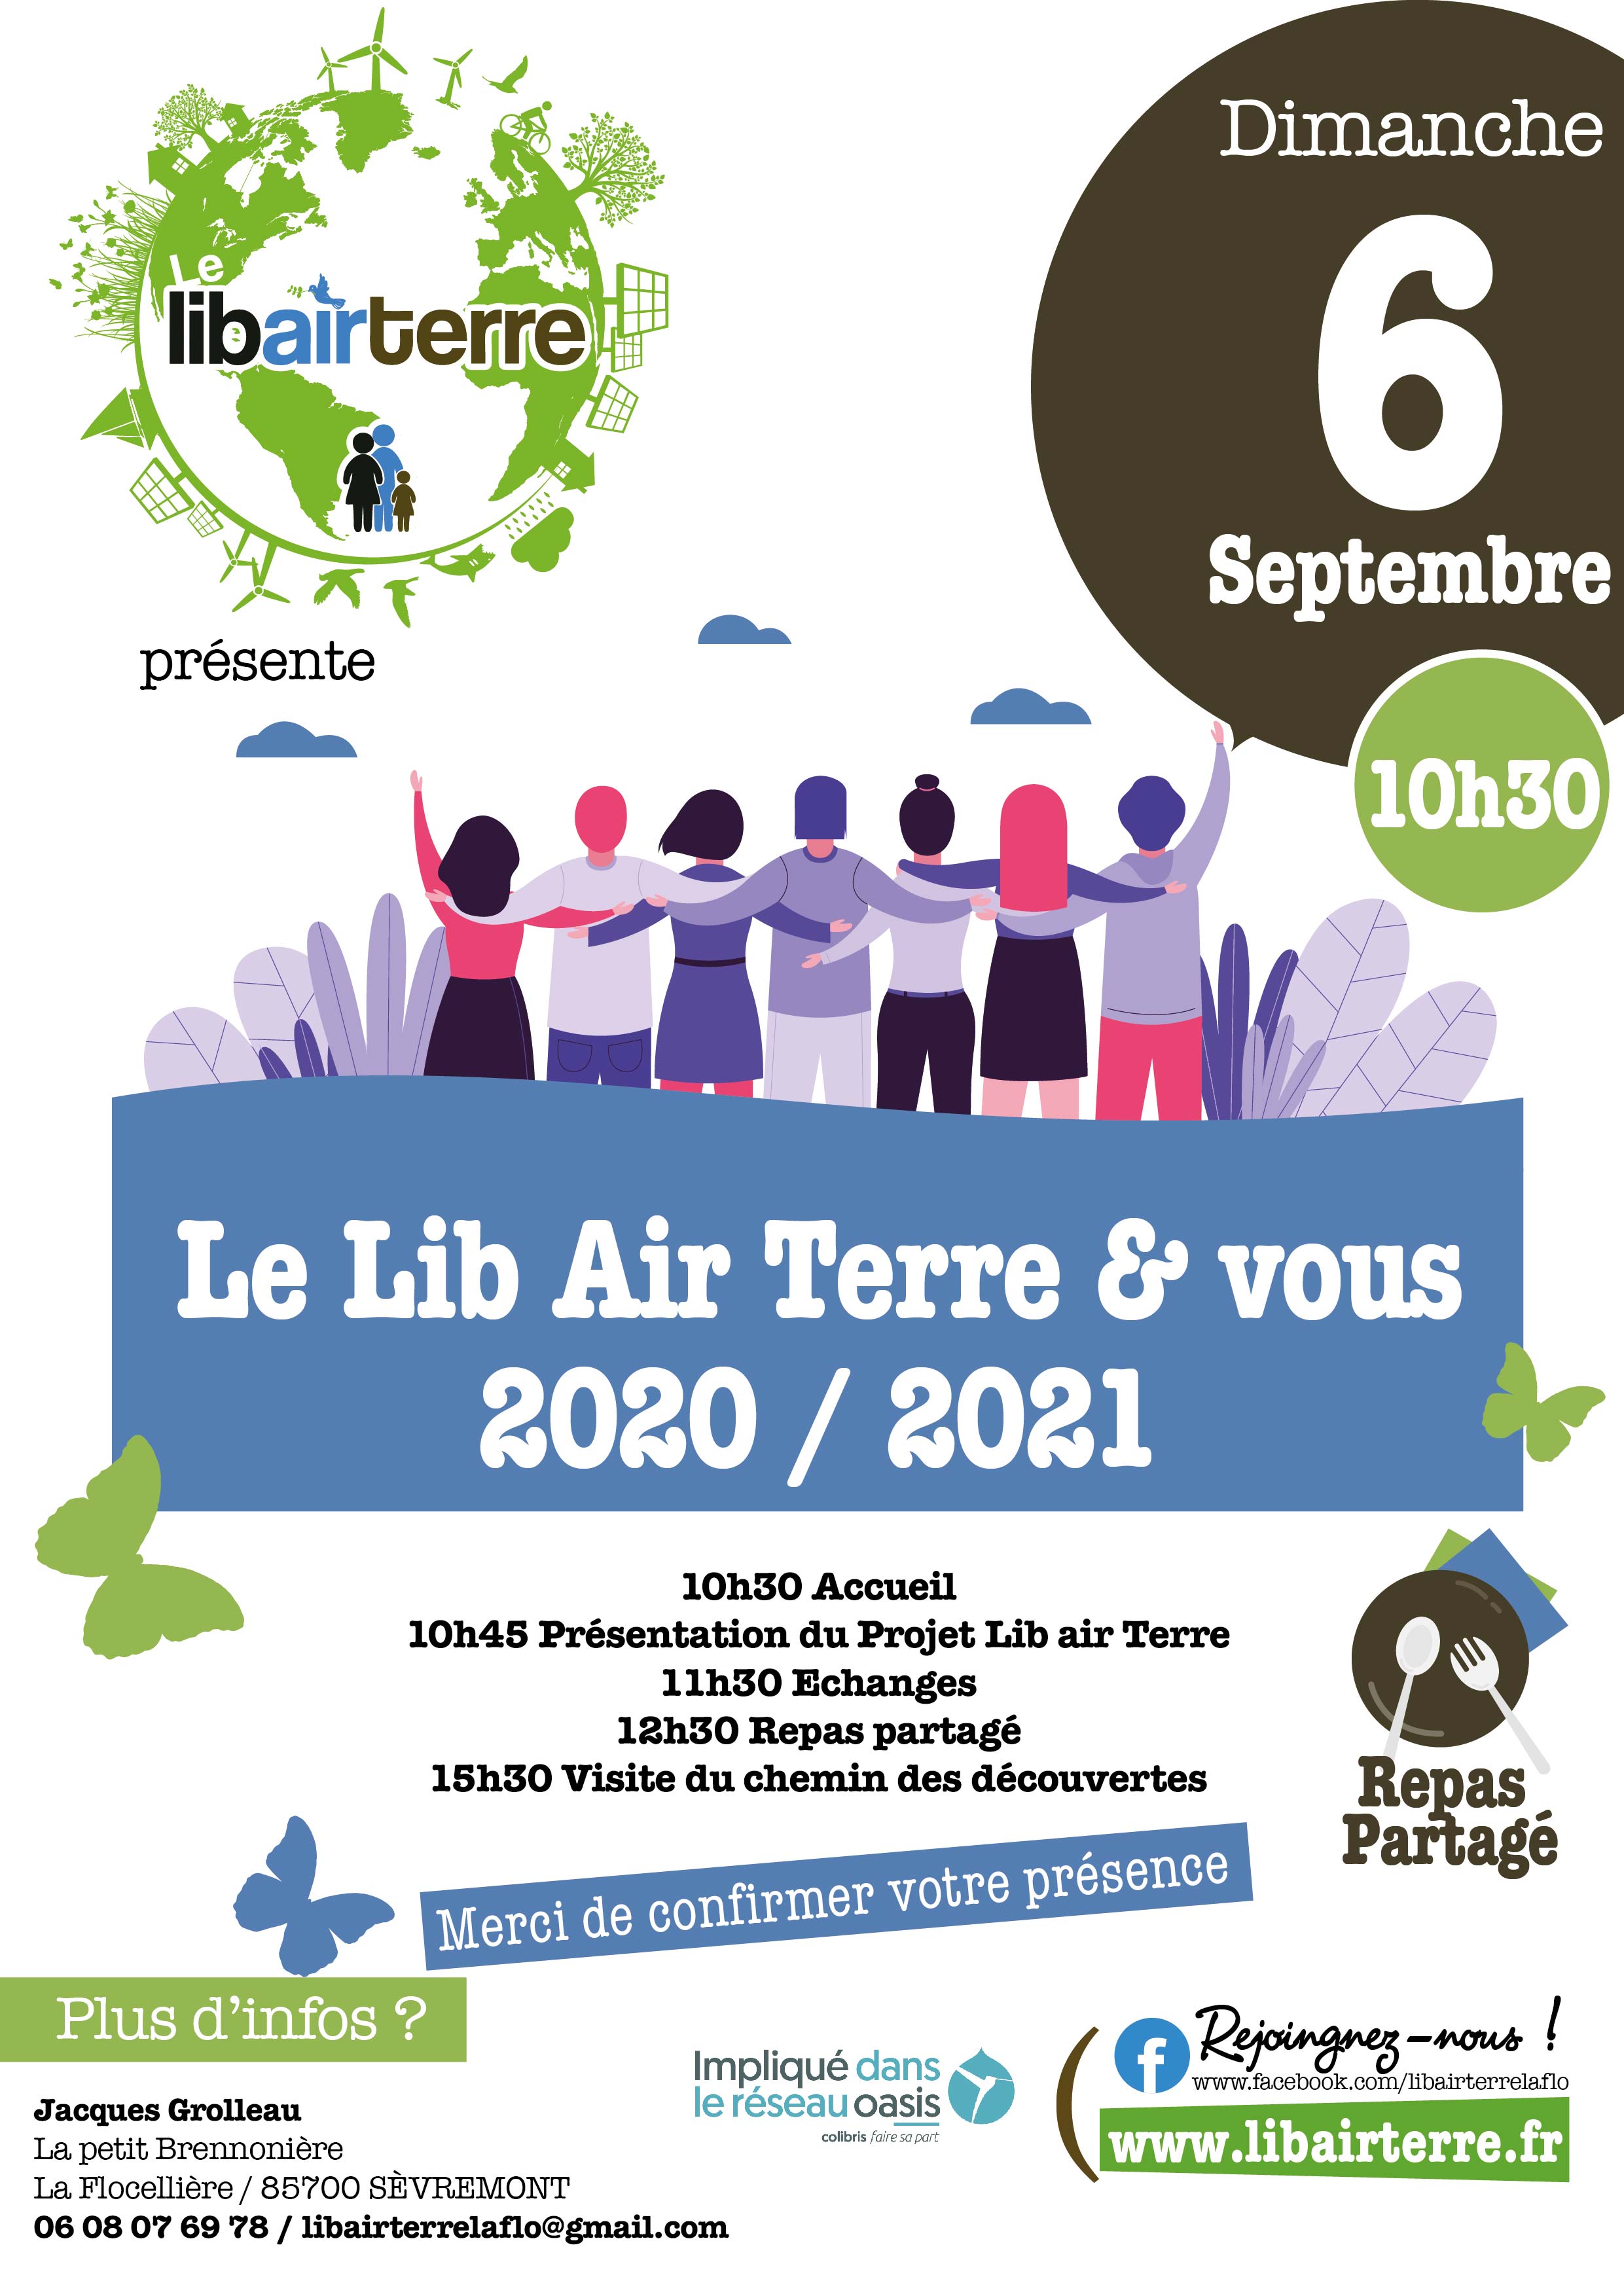 Le
libairterre
présente
Dimanche
6
Septembre
10h30
Le Lib Air Terre & vous
2020 / 2021
10h30 Accueil
10h45 Présentation du Projet Lib air Terre
11h30 Echanges
12h30 Repas partagé
15h30 Visite du chemin des découvertes
Repas
Partagé
Merci de confirmer votre présence
Plus d'infos ?
Jacques Grolleau
La petit Brennonière
La Flocellière / 85700 SÈVREMONT
06 08 07 69 78 / libairterrelaflo@gmail.com
Impliqué dans
le réseau oasis
colibris faire sa part
f
Rejoingnez-nous !
www.facebook.com/libairterrelaflo
www.libairterre.fr